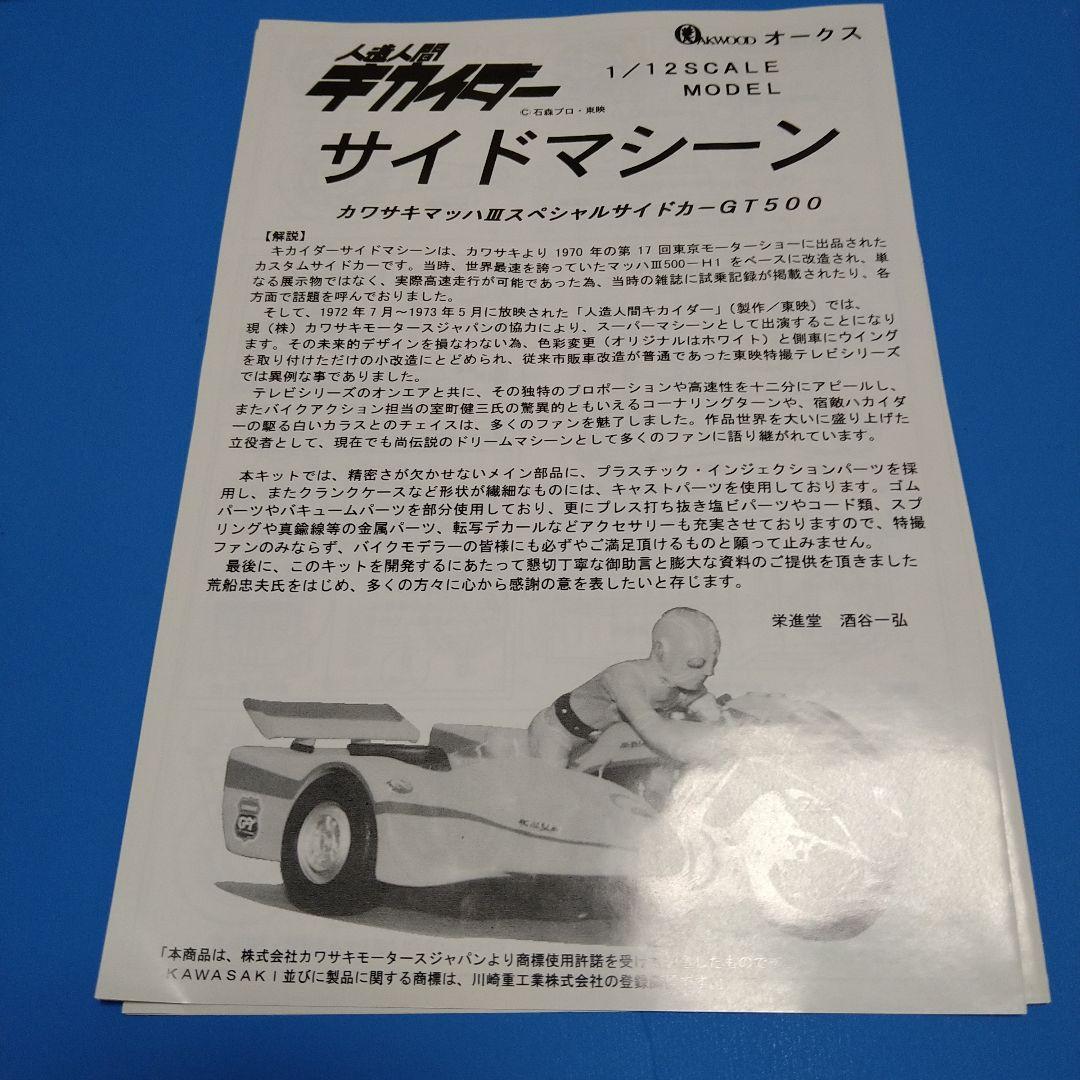 人造人間
キカイダー
OAKWOOD オークス
1/12SCALE
MODEL
©石森プロ・東映
サイドマシーン
カワサキマッハⅢスペシャルサイドカーGT500
【解説】
キカイダーサイドマシーンは、カワサキより 1970 年の第 17 回東京モーターショーに出品された
カスタムサイドカーです。当時、世界最速を誇っていたマッハⅢ500－H1 をベースに改造され、単
なる展示物ではなく、実際高速走行が可能であった為、当時の雑誌に試乗記録が掲載されたり。各
方面で話題を呼んでおりました。
そして、1972 年 7 月～1973 年 5 月に放映された「人造人間キカイダー」（製作／東映）では、
現（株）カワサキモータースジャパンの協力により、スーパーマシーンとして出演することになり
ます。その未来的デザインを損なわない為、色彩変更（オリジナルはホワイト）と側車にウイング
を取り付けただけの小改造にとどめられ、従来市販車改造が普通であった東映特撮テレビシリーズ
では異例な事でありました。
テレビシリーズのオンエアと共に、その独特のプロポーションや高速性を十二分にアピールし、
またバイクアクション担当の室町健三氏の驚異的ともいえるコーナリングターンや、宿敵ハカイダ
ーの駆る白いカラスとのチェイスは、多くのファンを魅了しました。作品世界を大いに盛り上げた
立役者として、現在でも尚伝説のドリームマシーンとして多くのファンに語り継がれています。
本キットでは、精密さが欠かせないメイン部品に、プラスチック・インジェクションパーツを採
用し、またクランクケースなど形状が繊細なものには、キャストパーツを使用しております。ゴム
パーツやバキュームパーツを部分使用しており、更にプレス打ち抜き塩ビパーツやコード類、スプ
リングや真鍮線等の金属パーツ、転写デカールなどアクセサリーも充実させておりますので、特撮
ファンのみならず、バイクモデラーの皆様にも必ずやご満足頂けるものと願って止みません。
最後に、このキットを開発するにあたって懇切丁寧な御助言と膨大な資料のご提供を頂きました
荒船忠夫氏をはじめ、多くの方々に心から感謝の意を表したいと存じます。
栄進堂 酒谷一弘
「本商品は、株式会社カワサキモータースジャパンより商標使用許諾を受け
KAWASAKI並びに製品に関する商標は、川崎重工業株式会社の登録